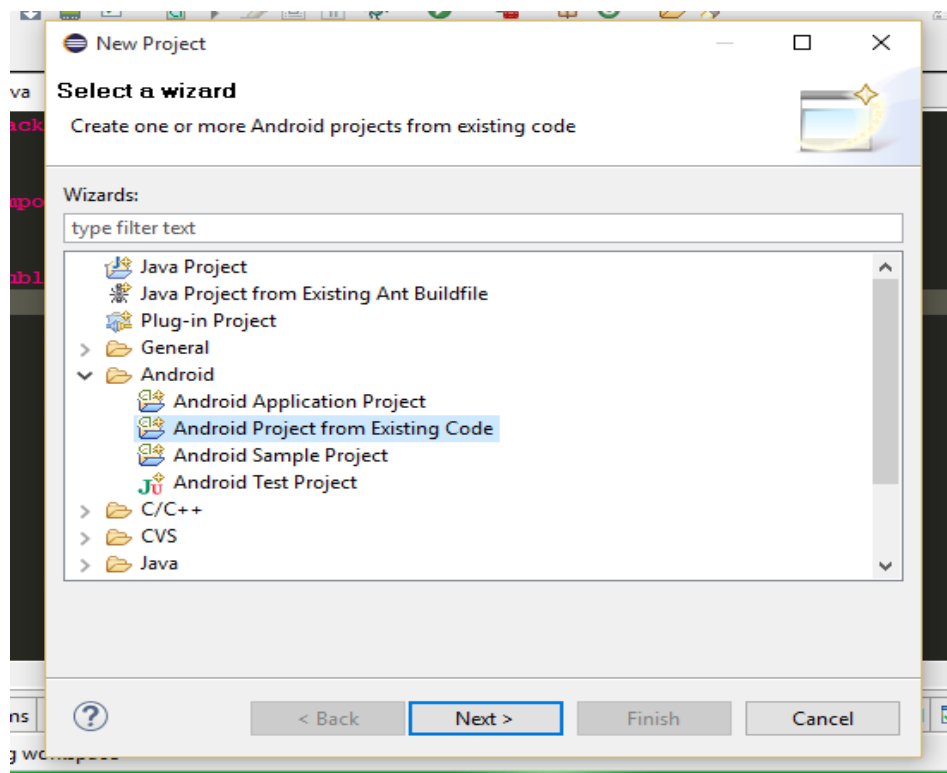 New Project
va
Select a wizard
Create one or more Android projects from existing code
Wizards:
type filter text
Java Project
Java Project from Existing Ant Buildfile
Plug-in Project
General
Android
Android Application Project
Android Project from Existing Code
Android Sample Project
Android Test Project
C/C++
CVS
Java
? < Back Next > Finish Cancel